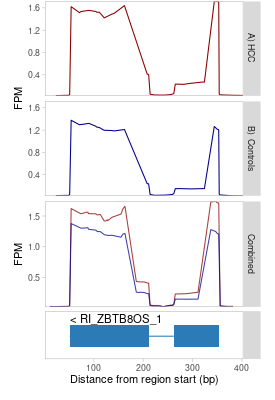 1.6
1.2
0.8
0.4
A) HCC
FPM
1.6
1.2
0.8
0.4
B) Controls
1.5
1.0
0.5
FPM
Combined
< RI_ZBTB8OS_1
100 200 300 400
Distance from region start (bp)